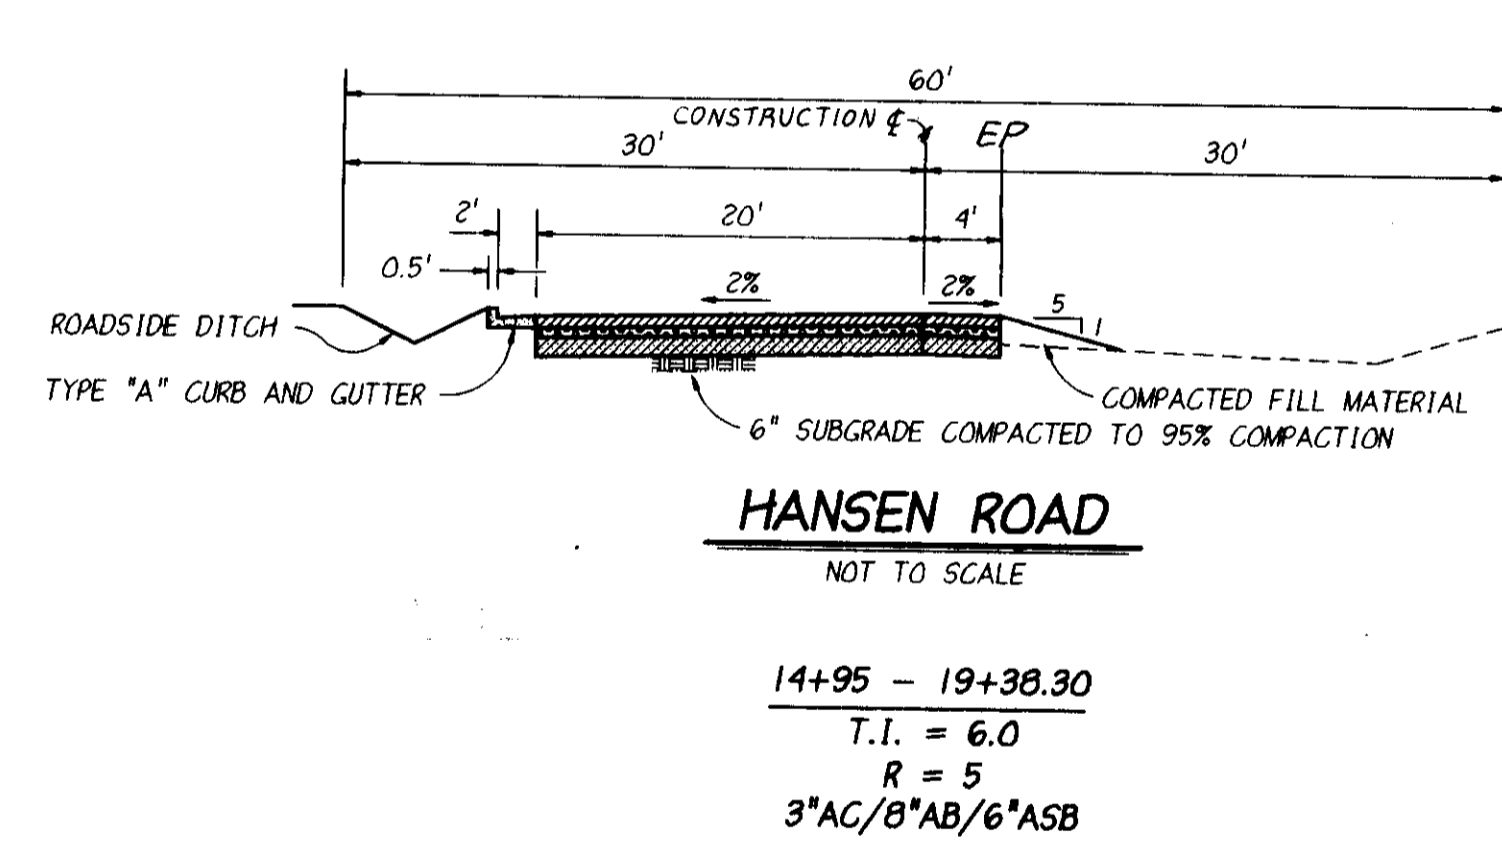 60'
CONSTRUCTION ℄
EP
30'
30'
2'
20'
4'
0.5'
2%
2%
5
1
ROADSIDE DITCH
TYPE "A" CURB AND GUTTER
COMPACTED FILL MATERIAL
6" SUBGRADE COMPACTED TO 95% COMPACTION
HANSEN ROAD
NOT TO SCALE
14+95 - 19+38.30
T.I. = 6.0
R = 5
3"AC/8"AB/6"ASB